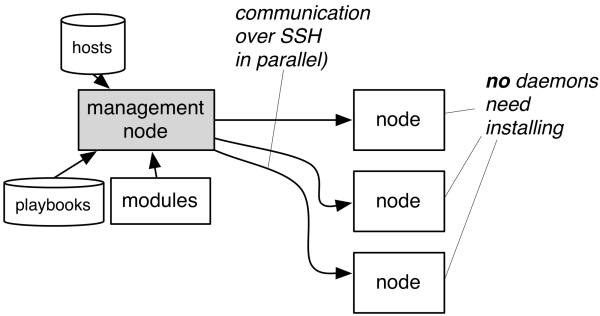 hosts
communication
over SSH
in parallel)
management
node
playbooks
modules
node
node
node
no daemons
need
installing